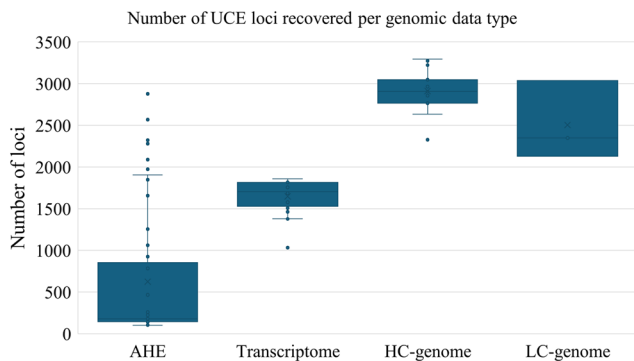 Number of UCE loci recovered per genomic data type
3500
3000
2500
2000
1500
1000
500
0
Number of loci
AHE Transcriptome HC-genome LC-genome